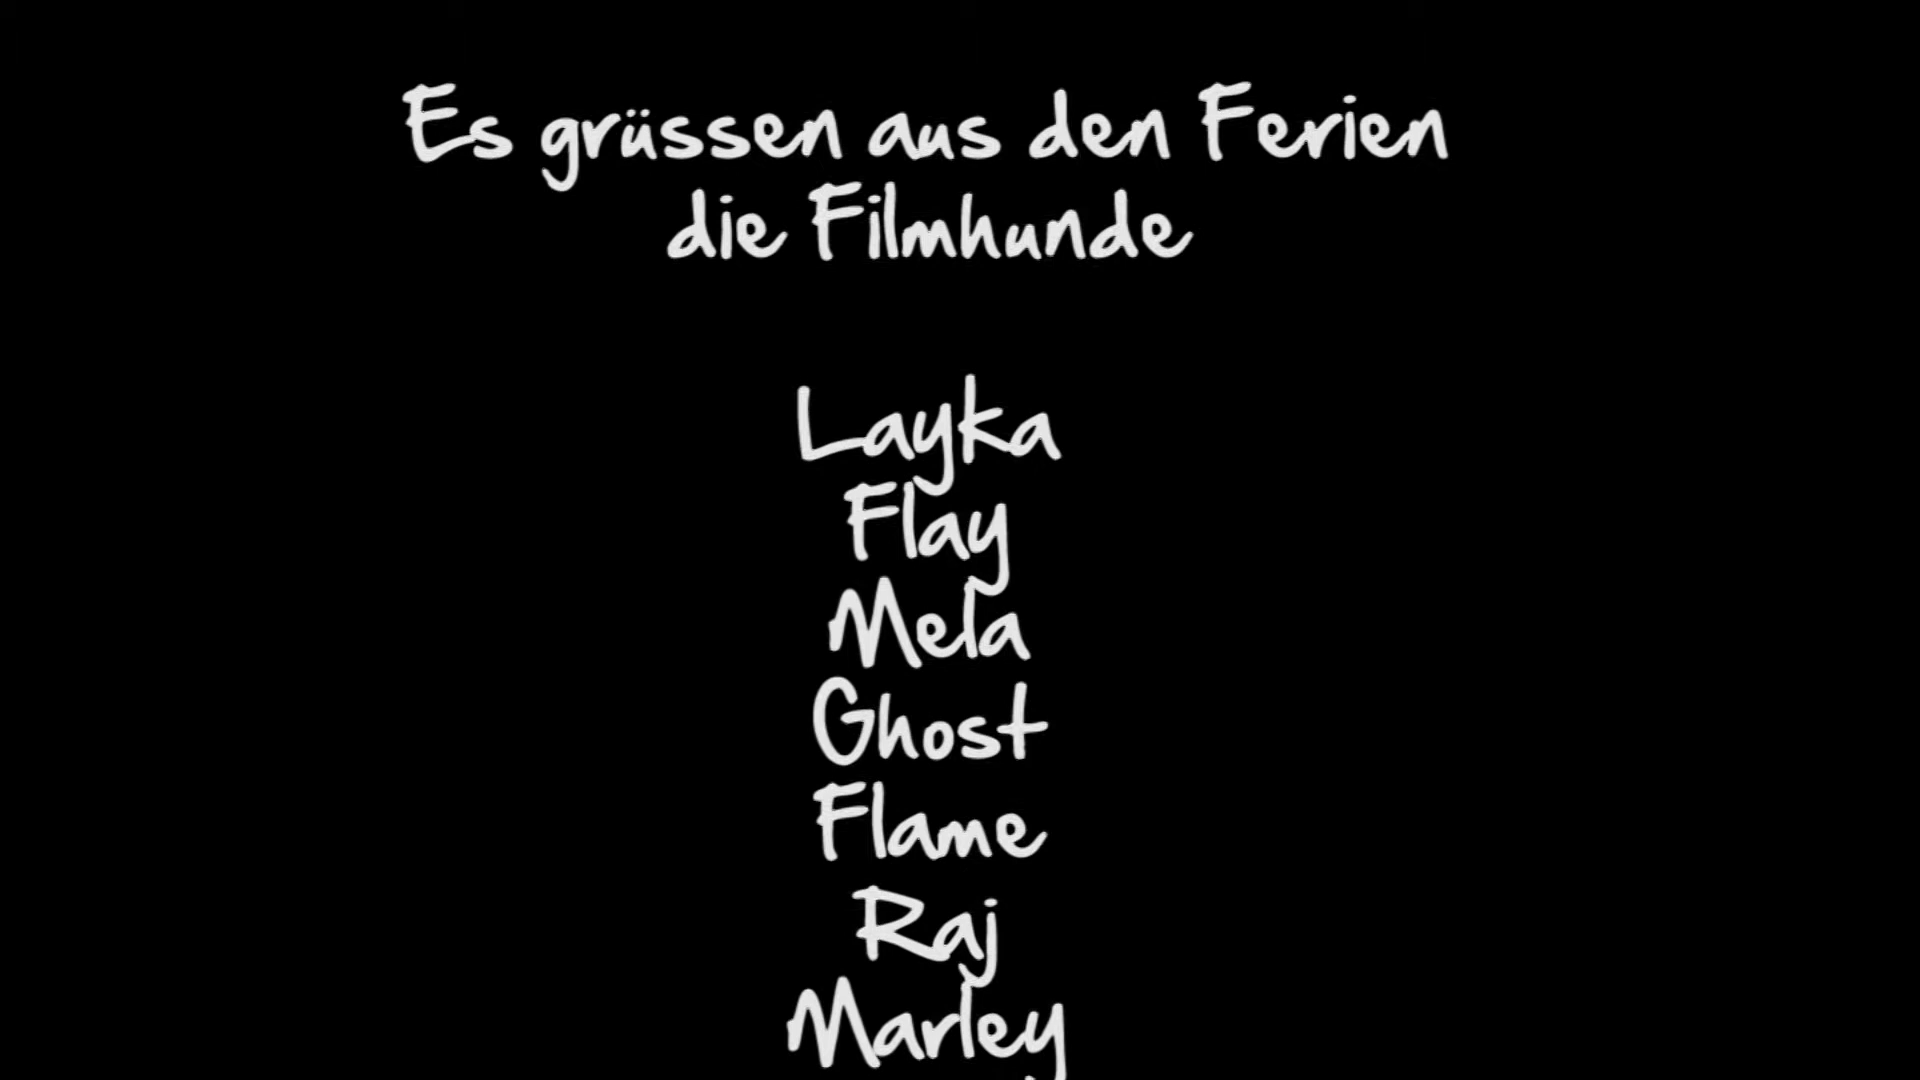 Es grüssen aus den Ferien
die Filmhunde
Layka
Flay
Mela
Ghost
Flame
Raj
Marley